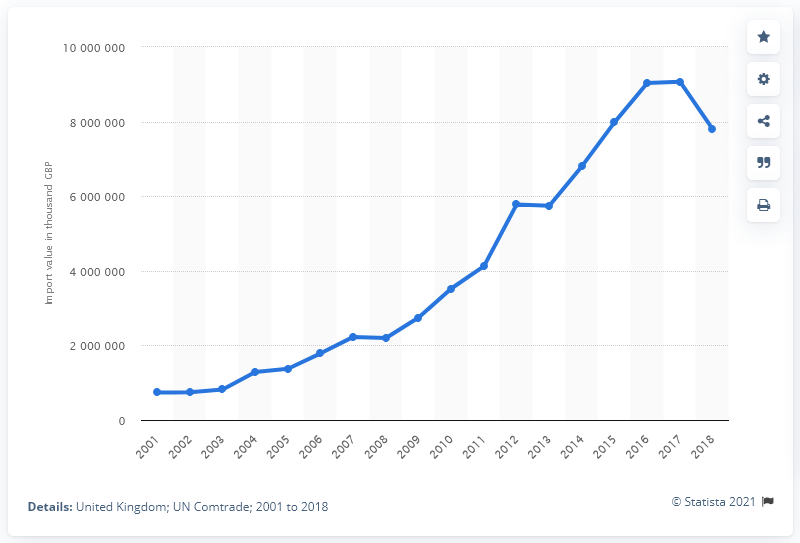 10 000 000
8 000 000
6 000 000
4 000 000
2 000 000
0
Import value in thousand GBP
2001 2002 2003 2004 2005 2006 2007 2008 2009 2010 2011 2012 2013 2014 2015 2016 2017 2018
Details: United Kingdom; UN Comtrade; 2001 to 2018
© Statista 2021